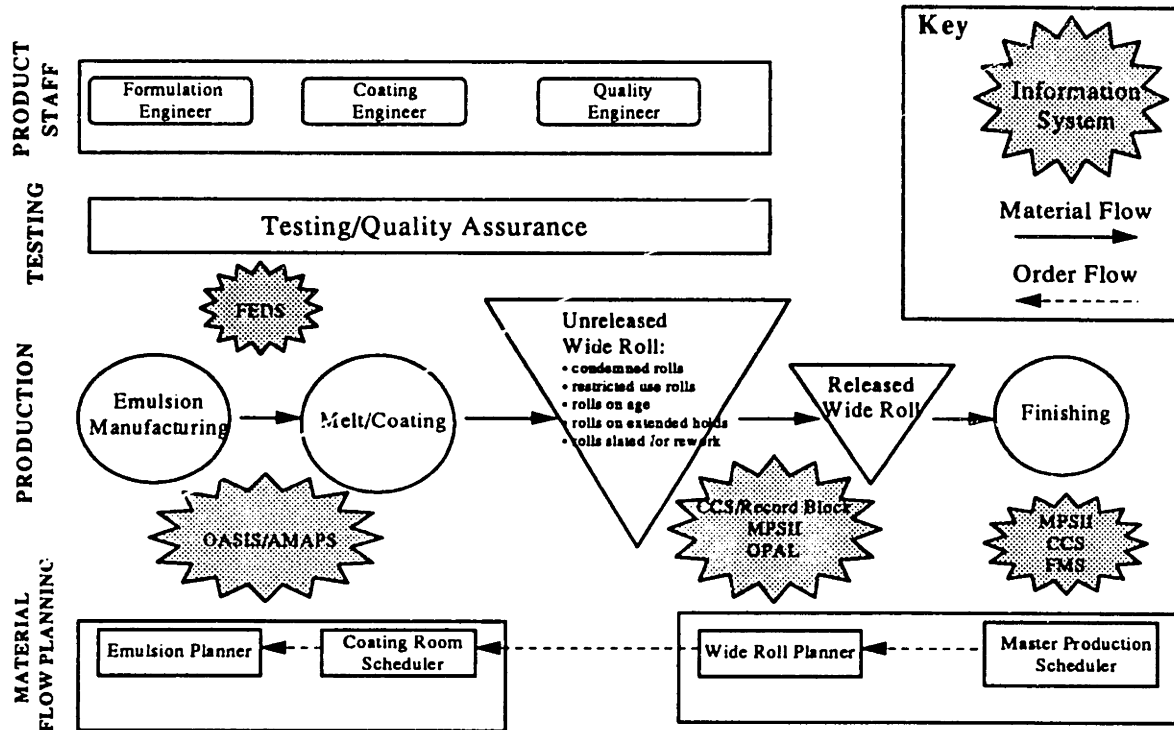 Key
Information
System
Material Flow
Order Flow
PRODUCT
STAFF
Formulation
Engineer
Coating
Engineer
Quality
Engineer
TESTING
Testing/Quality Assurance
FEDS
PRODUCTION
Emulsion
Manufacturing
Melt/Coating
Unreleased
Wide Roll:
• condemned rolls
• restricted use rolls
• rolls on age
• rolls on extended holds
• rolls slated for rework
Released
Wide Roll
Finishing
OASIS/AMAPS
CCS/Record Block
MPSII
OPAL
MPSII
CCS
FMS
MATERIAL
FLOW PLANNING
Emulsion Planner
Coating Room
Scheduler
Wide Roll Planner
Master Production
Scheduler